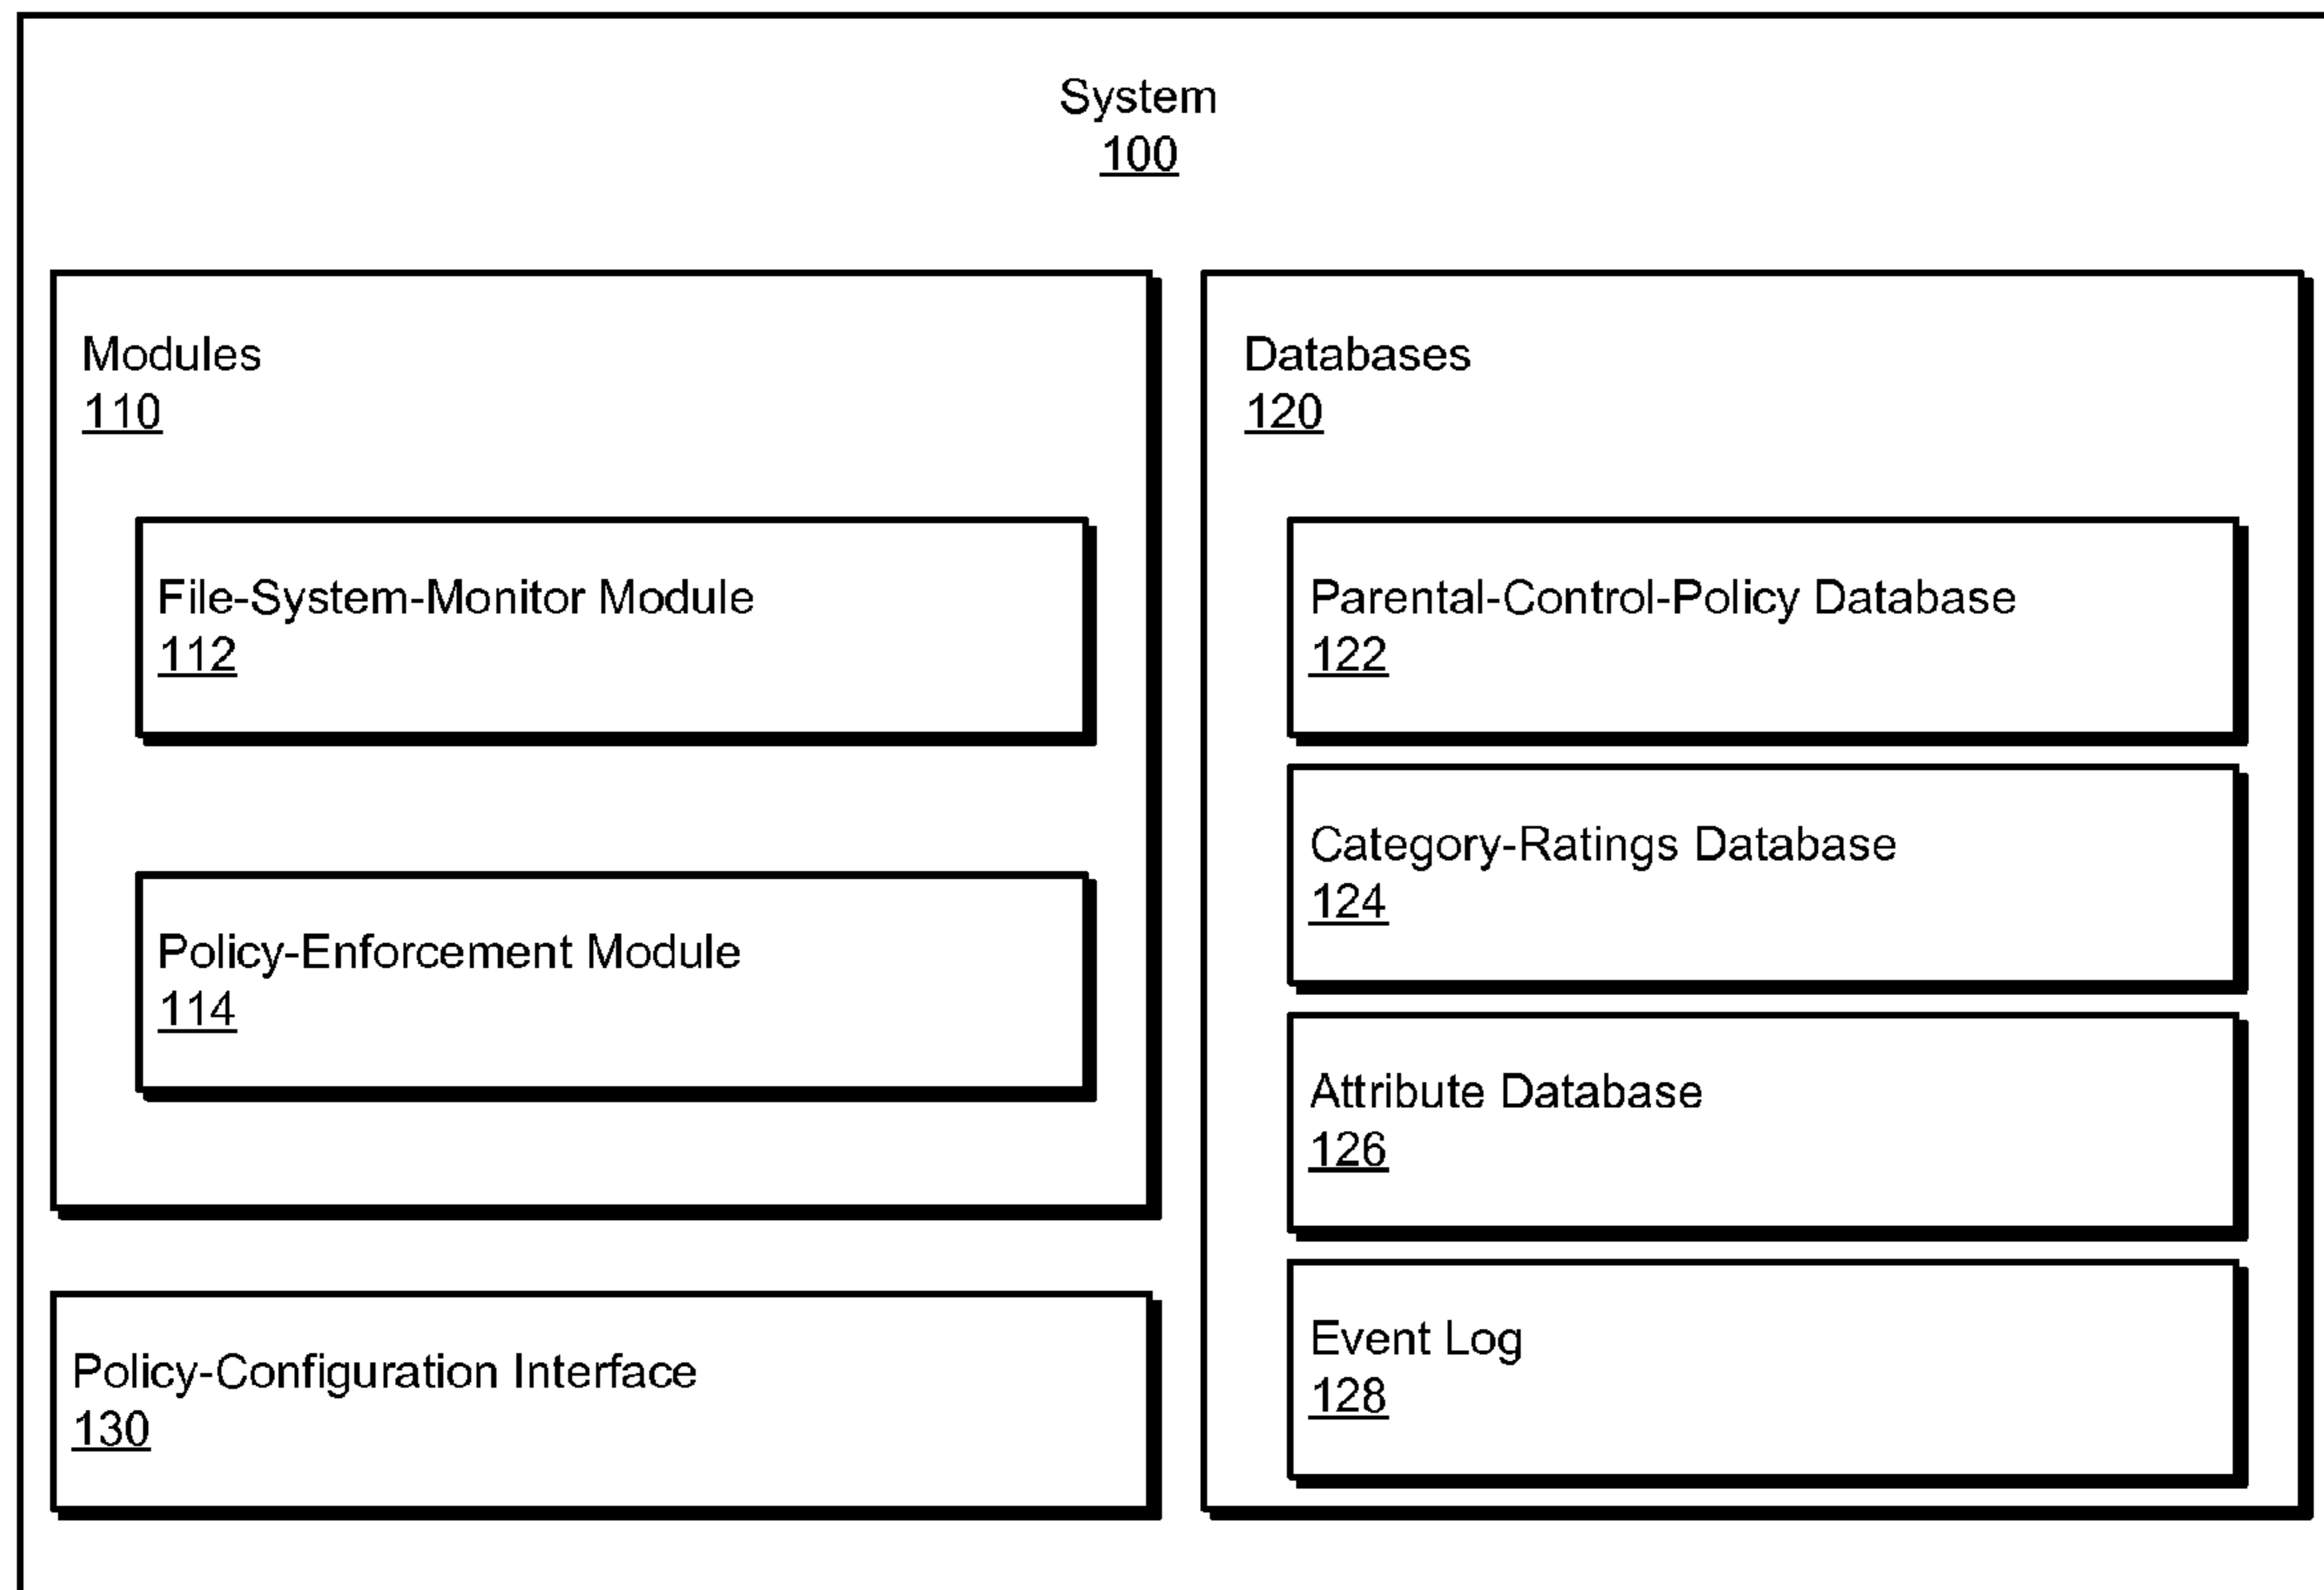 System
100
Modules
110
File-System-Monitor Module
112
Policy-Enforcement Module
114
Policy-Configuration Interface
130
Databases
120
Parental-Control-Policy Database
122
Category-Ratings Database
124
Attribute Database
126
Event Log
128